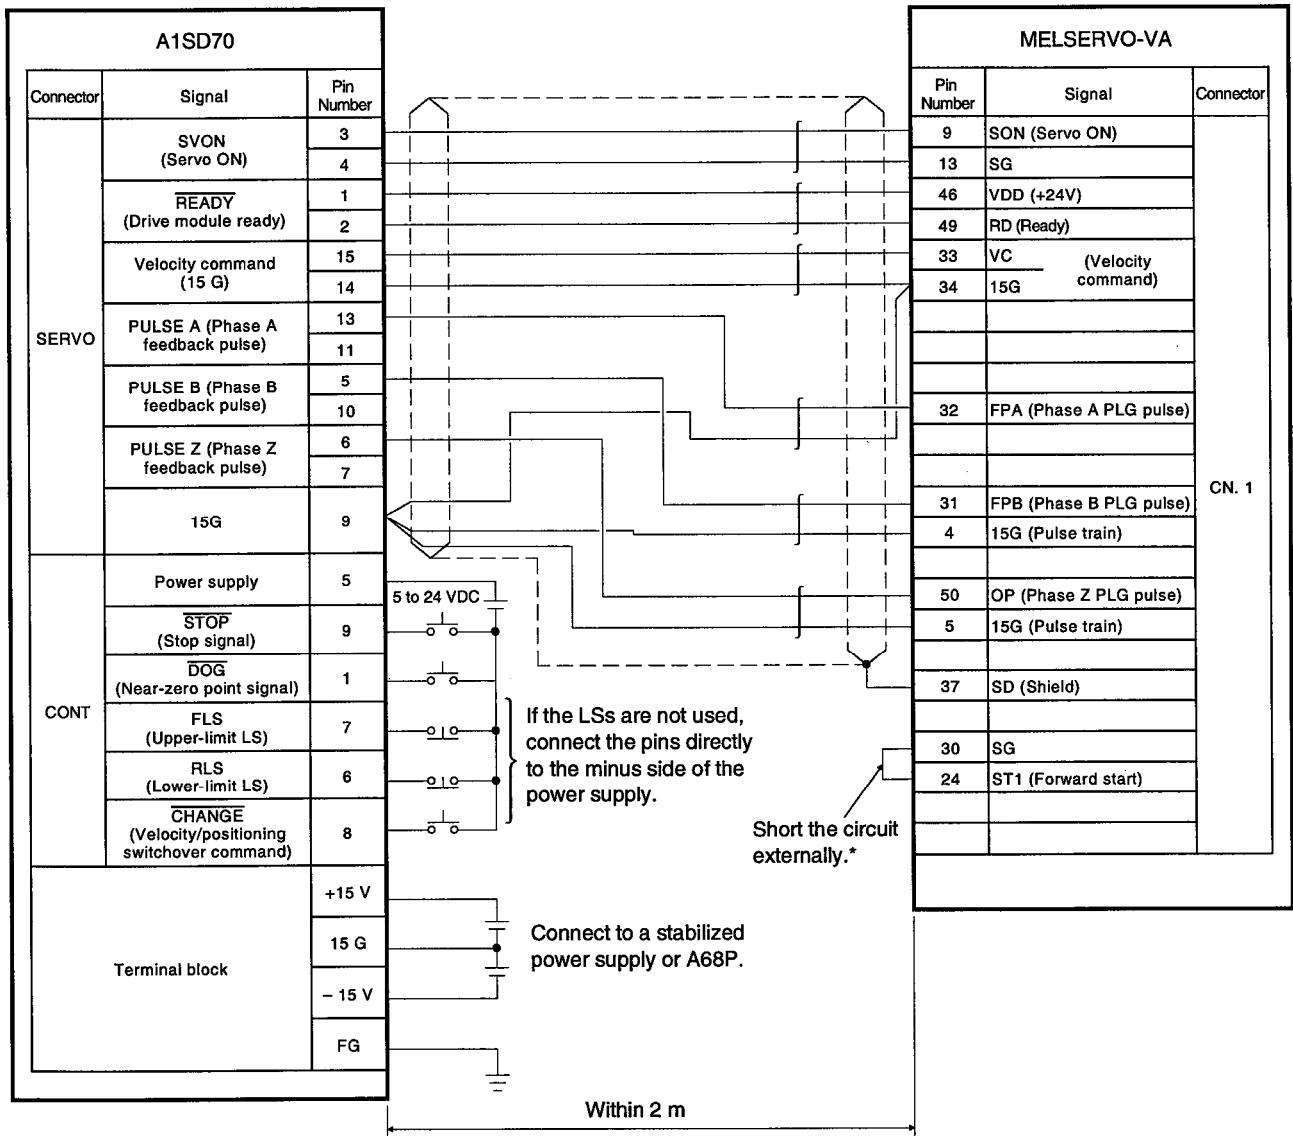 A1SD70
Connector
Signal
Pin
Number
SERVO
SVON
(Servo ON)
3
4
READY
(Drive module ready)
1
2
Velocity command
(15 G)
15
14
PULSE A (Phase A
feedback pulse)
13
11
PULSE B (Phase B
feedback pulse)
5
10
PULSE Z (Phase Z
feedback pulse)
6
7
15G
9
CONT
Power supply
5
5 to 24 VDC
STOP
(Stop signal)
9
DOG
(Near-zero point signal)
1
FLS
(Upper-limit LS)
7
RLS
(Lower-limit LS)
6
CHANGE
(Velocity/positioning
switchover command)
8
If the LSs are not used,
connect the pins directly
to the minus side of the
power supply.
Terminal block
+15 V
15 G
– 15 V
FG
Connect to a stabilized
power supply or A68P.
Within 2 m
MELSERVO-VA
Pin
Number
Signal
Connector
9
SON (Servo ON)
13
SG
46
VDD (+24V)
49
RD (Ready)
33
VC
34
15G
(Velocity
command)
32
FPA (Phase A PLG pulse)
31
FPB (Phase B PLG pulse)
4
15G (Pulse train)
50
OP (Phase Z PLG pulse)
5
15G (Pulse train)
37
SD (Shield)
30
SG
24
ST1 (Forward start)
CN. 1
Short the circuit
externally.*